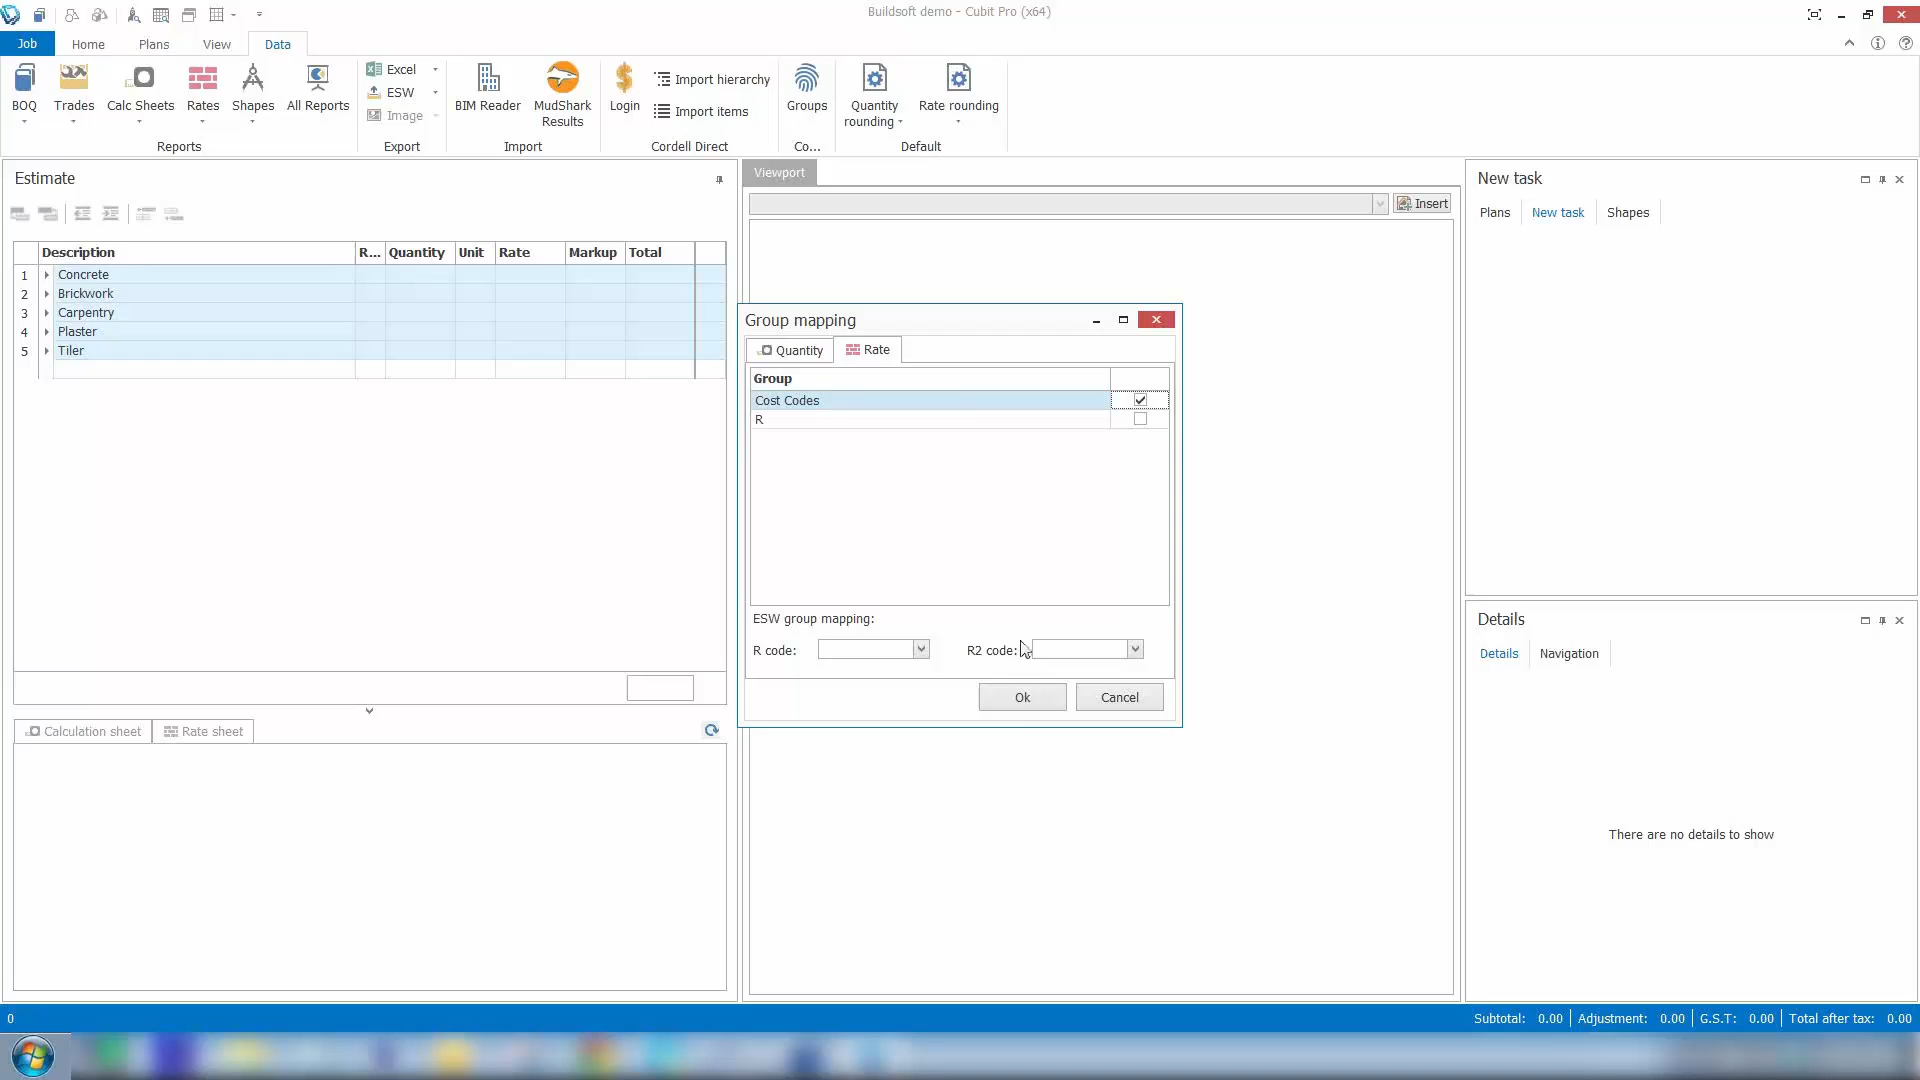 Buildsoft demo - Cubit Pro (x64)
Job
Home
Plans
View
Data
BOQ
Trades
Calc Sheets
Rates
Shapes
All Reports
Reports
Excel
ESW
Image
Export
BIM Reader
MudShark
Results
Import
Login
Import hierarchy
Import items
Cordell Direct
Groups
Co...
Quantity
rounding
Rate rounding
Default
Estimate
Description R... Quantity Unit Rate Markup Total
1 Concrete
2 Brickwork
3 Carpentry
4 Plaster
5 Tiler
Calculation sheet
Rate sheet
Viewport
Insert
Group mapping
Quantity
Rate
Group
Cost Codes
R
ESW group mapping:
R code:
R2 code:
Ok
Cancel
New task
Plans
New task
Shapes
Details
Details
Navigation
There are no details to show
0
Subtotal: 0.00
Adjustment: 0.00
G.S.T: 0.00
Total after tax: 0.00